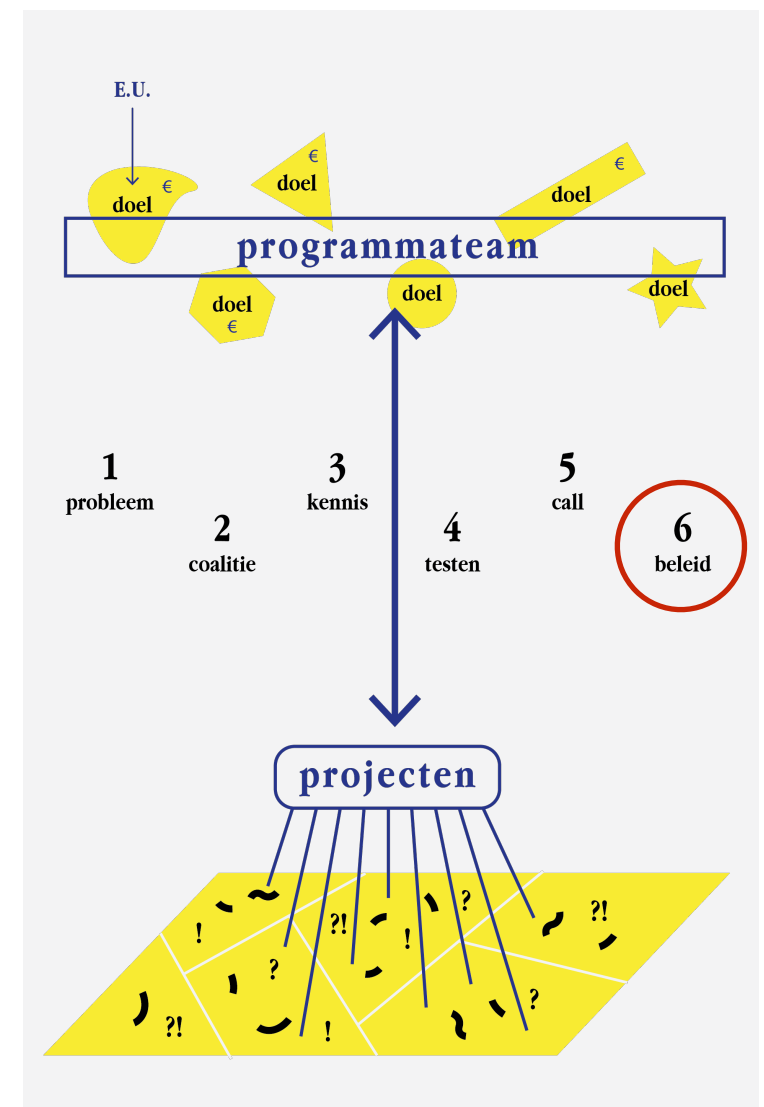 E.U.
€
doel
€
doel
€
doel
programmateam
doel
€
doel
doel
1
probleem
2
coalitie
3
kennis
4
testen
5
call
6
beleid
projecten
!
?!
?
!
?!
?
?!
!
?